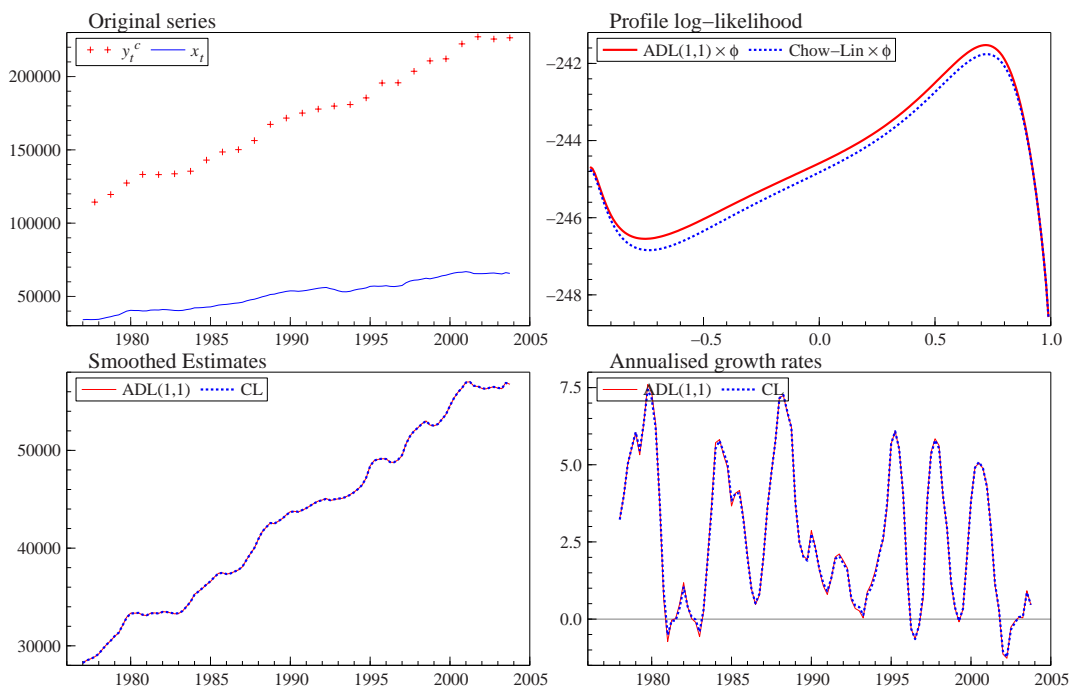 Original series
y_t^c x_t
200000
150000
100000
50000
1980 1985 1990 1995 2000 2005
Profile log−likelihood
ADL(1,1) × ϕ Chow−Lin × ϕ
−242
−244
−246
−248
−0.5 0.0 0.5 1.0
Smoothed Estimates
ADL(1,1) CL
50000
40000
30000
1980 1985 1990 1995 2000 2005
Annualised growth rates
ADL(1,1) CL
7.5
5.0
2.5
0.0
1980 1985 1990 1995 2000 2005